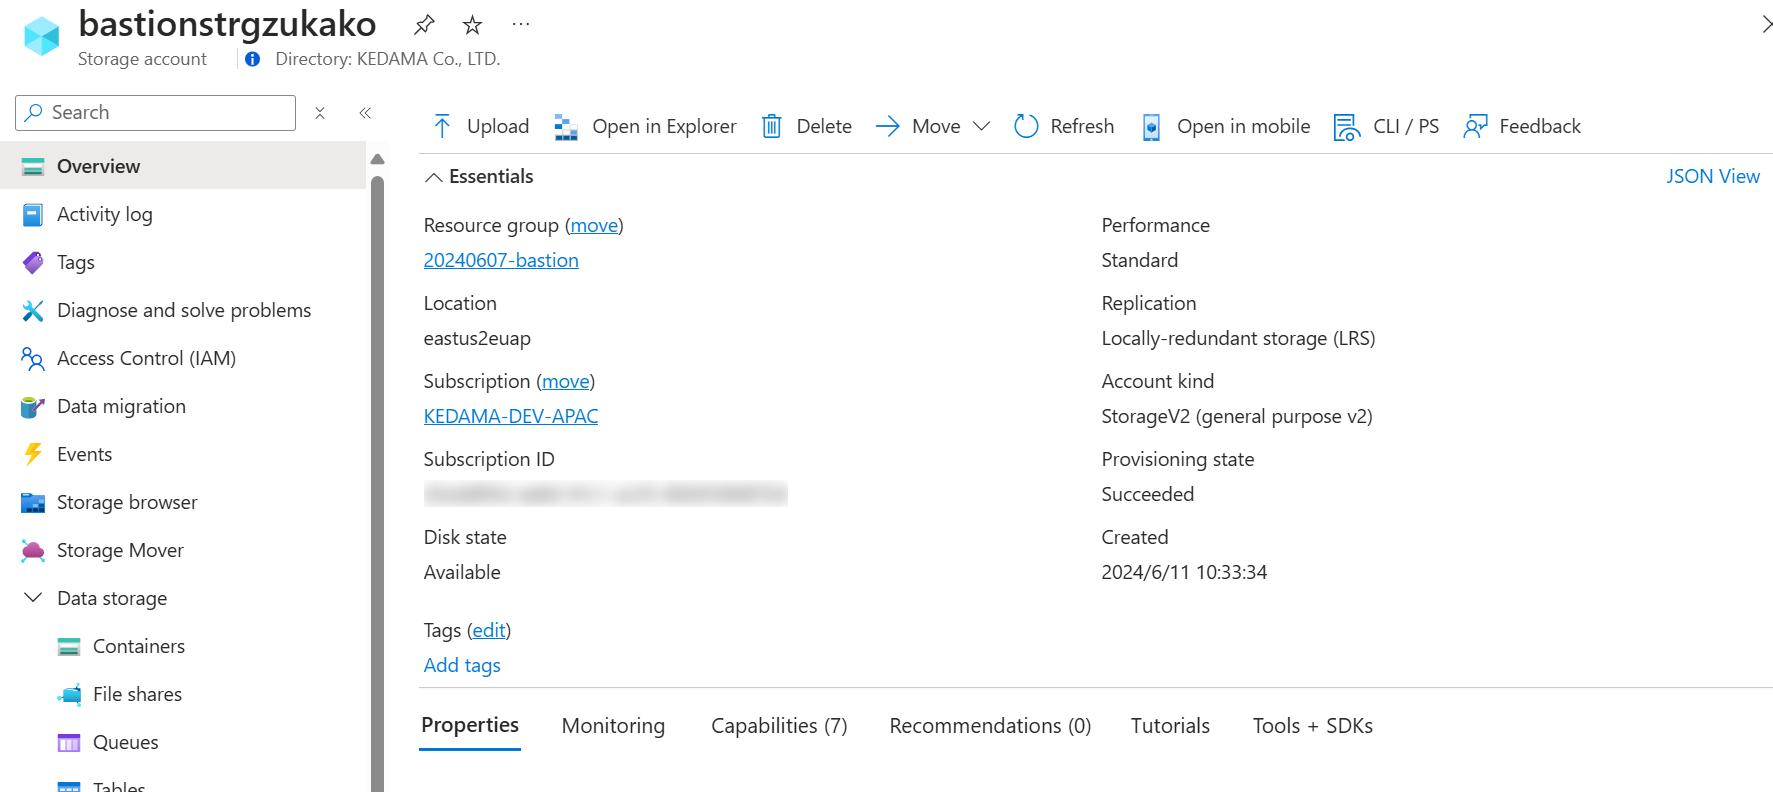 bastionstrgzukako
Storage account
Directory: KEDAMA Co., LTD.
Search
Overview
Activity log
Tags
Diagnose and solve problems
Access Control (IAM)
Data migration
Events
Storage browser
Storage Mover
Data storage
Containers
File shares
Queues
Tables
Upload
Open in Explorer
Delete
Move
Refresh
Open in mobile
CLI / PS
Feedback
Essentials
JSON View
Resource group (move)
20240607-bastion
Location
eastus2euap
Subscription (move)
KEDAMA-DEV-APAC
Subscription ID
Disk state
Available
Performance
Standard
Replication
Locally-redundant storage (LRS)
Account kind
StorageV2 (general purpose v2)
Provisioning state
Succeeded
Created
2024/6/11 10:33:34
Tags (edit)
Add tags
Properties
Monitoring
Capabilities (7)
Recommendations (0)
Tutorials
Tools + SDKs